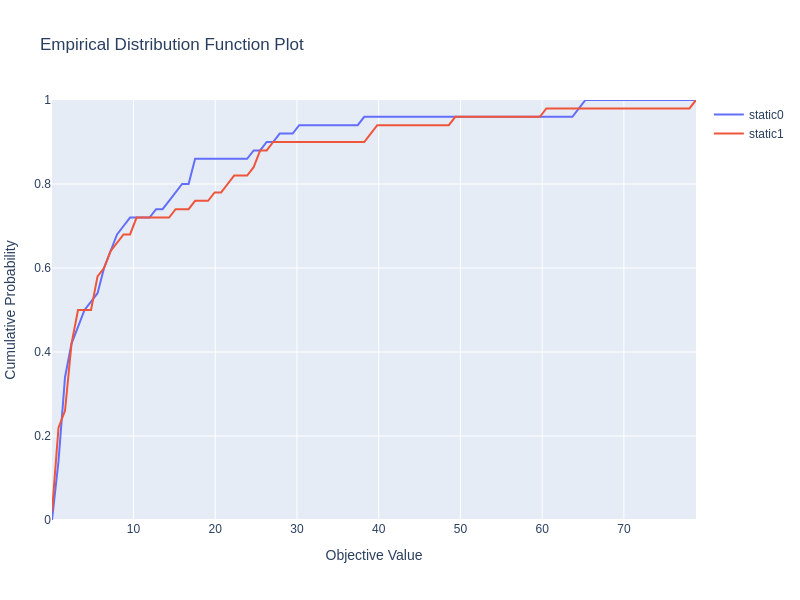 Empirical Distribution Function Plot
static0
static1
1
0.8
0.6
0.4
0.2
0
Cumulative Probability
10
20
30
40
50
60
70
Objective Value